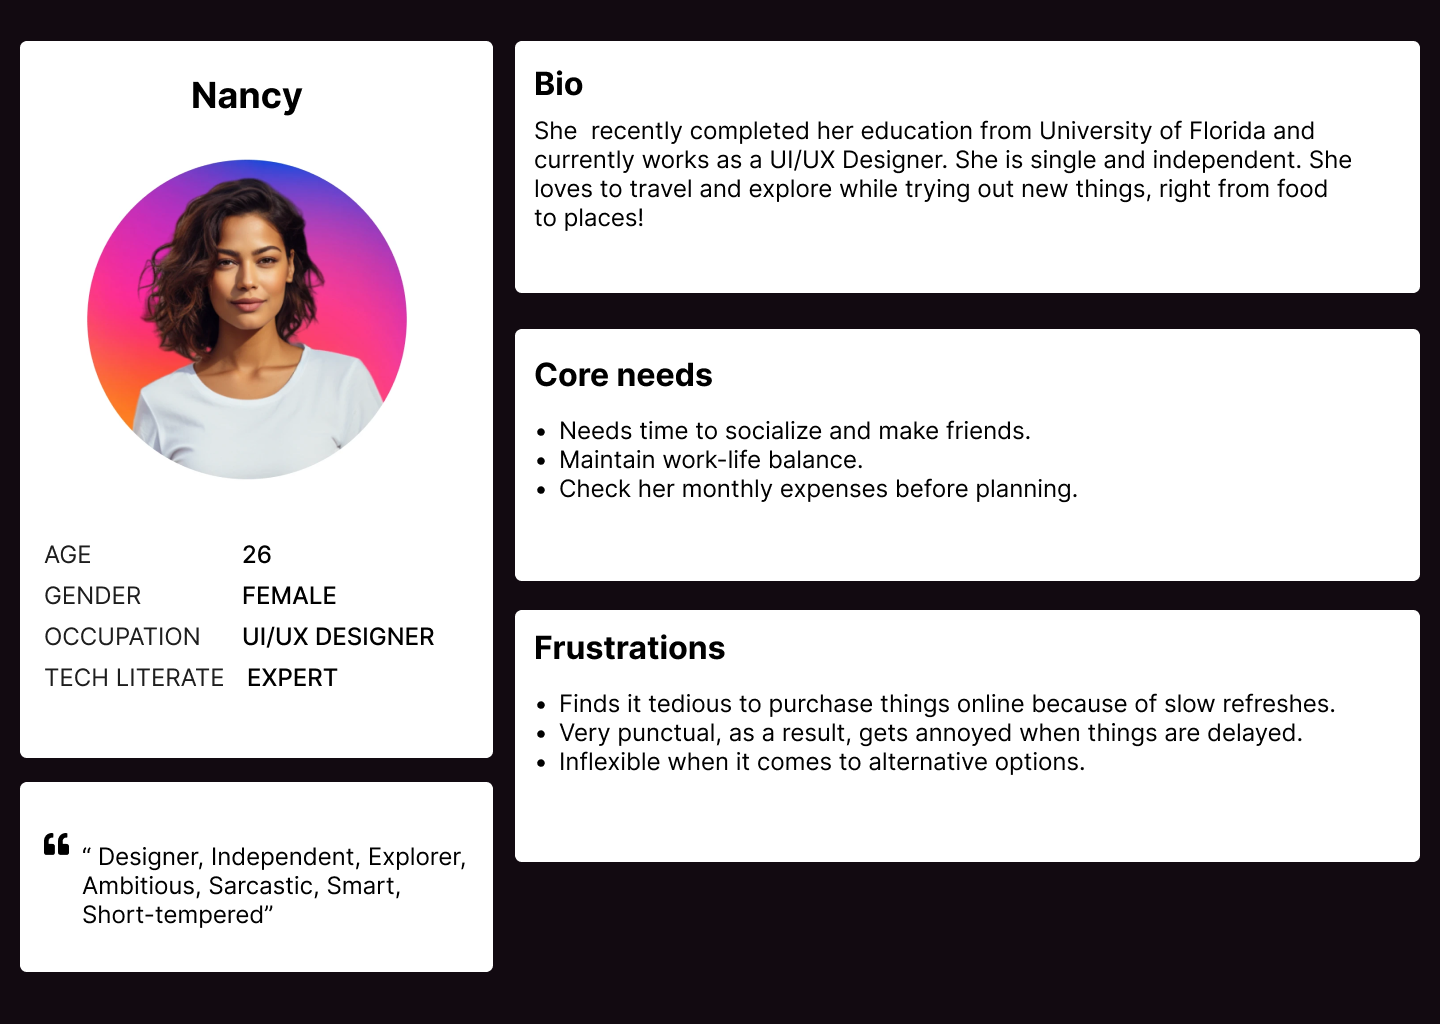 Nancy
AGE 26
GENDER FEMALE
OCCUPATION UI/UX DESIGNER
TECH LITERATE EXPERT
“ Designer, Independent, Explorer,
Ambitious, Sarcastic, Smart,
Short-tempered”
Bio
She  recently completed her education from University of Florida and
currently works as a UI/UX Designer. She is single and independent. She
loves to travel and explore while trying out new things, right from food
to places!
Core needs
• Needs time to socialize and make friends.
• Maintain work-life balance.
• Check her monthly expenses before planning.
Frustrations
• Finds it tedious to purchase things online because of slow refreshes.
• Very punctual, as a result, gets annoyed when things are delayed.
• Inflexible when it comes to alternative options.